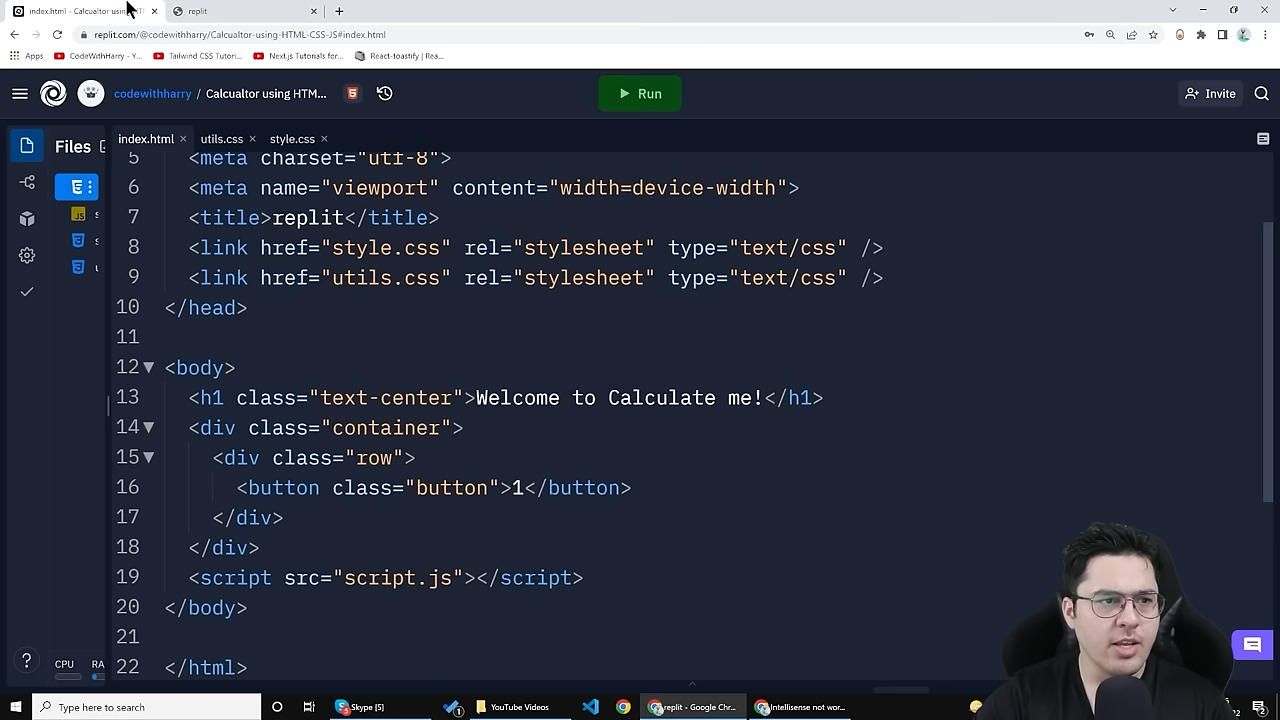 index.html - Calcualtor using HT
replit
replit.com/@codewithharry/Calcualtor-using-HTML-CSS-JS#index.html
Apps
CodeWithHarry - Y...
Tailwind CSS Tutori...
Next.js Tutorials for...
React-toastify | Rea...
codewithharry / Calcualtor using HTM...
Run
Invite
Files
index.html
utils.css
style.css
5 <meta charset="utf-8">
6 <meta name="viewport" content="width=device-width">
7 <title>replit</title>
8 <link href="style.css" rel="stylesheet" type="text/css" />
9 <link href="utils.css" rel="stylesheet" type="text/css" />
10 </head>
11
12 <body>
13 <h1 class="text-center">Welcome to Calculate me!</h1>
14 <div class="container">
15 <div class="row">
16 <button class="button">1</button>
17 </div>
18 </div>
19 <script src="script.js"></script>
20 </body>
21
22 </html>
CPU
RA
Type here to search
Skype [5]
YouTube Videos
replit - Google Chr...
Intellisense not wor...